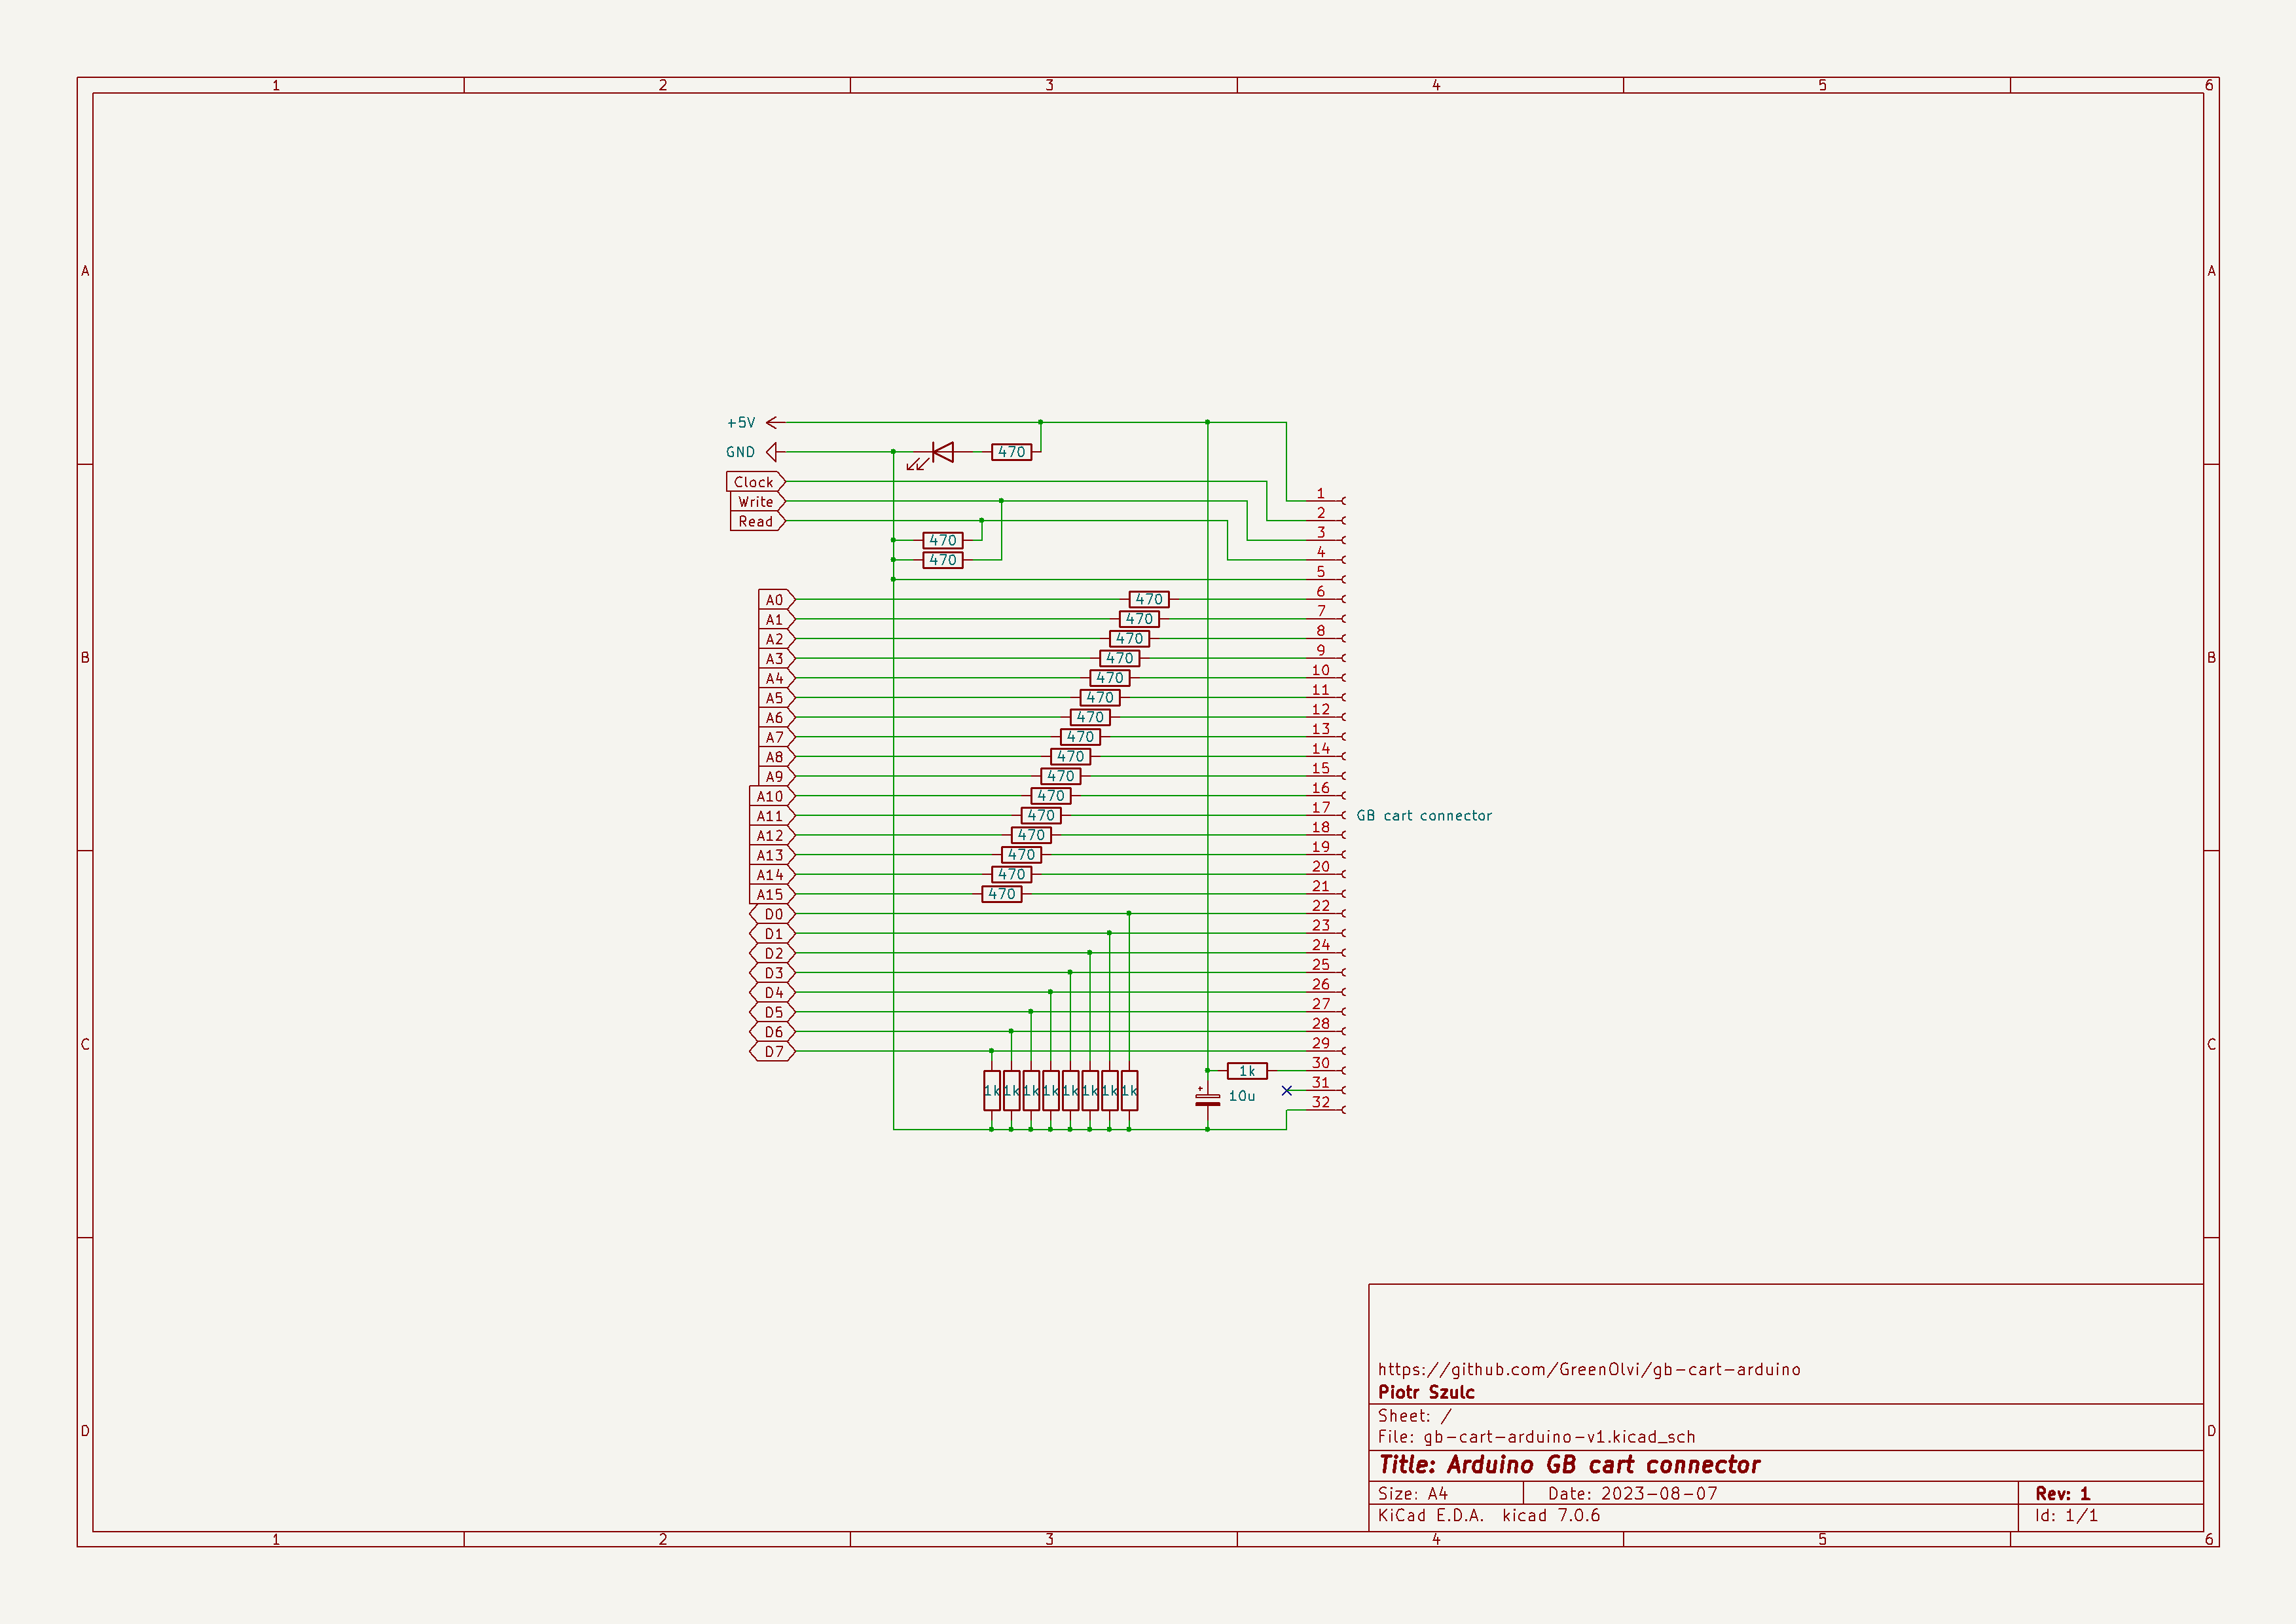 1 2 3 4 5 6
A A
+5V
GND 470
Clock
1
Write
2
Read
3
470
4
470
5
A0 470 6
A1 470 7
A2 470 8
B A3 470 9 B
A4 470 10
A5 470 11
A6 470 12
A7 470 13
A8 470 14
A9 470 15
A10 470 16
A11 470 17 GB cart connector
A12 470 18
A13 470 19
A14 470 20
A15 470 21
D0 22
D1 23
D2 24
D3 25
D4 26
D5 27
D6 28
C D7 29 C
1k 30
1k 1k 1k 1k 1k 1k 1k 1k + 10u 31
32
https://github.com/GreenOlvi/gb-cart-arduino
Piotr Szulc
Sheet: /
D File: gb-cart-arduino-v1.kicad_sch D
Title: Arduino GB cart connector
Size: A4 Date: 2023-08-07 Rev: 1
KiCad E.D.A. kicad 7.0.6 Id: 1/1
1 2 3 4 5 6